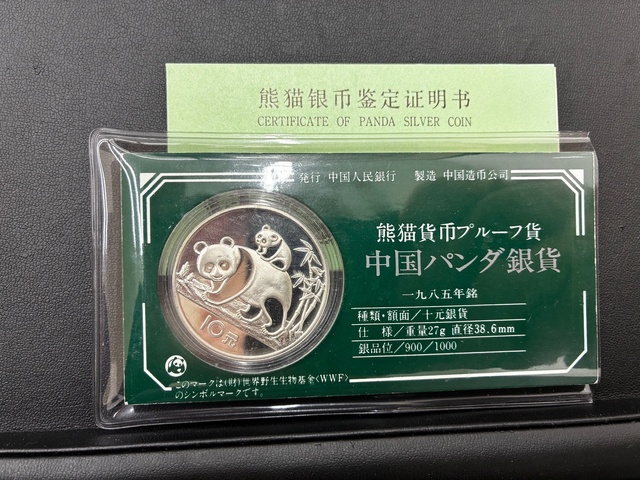 熊猫银币鉴定证明书
CERTIFICATE OF PANDA SILVER COIN
発行 中国人民銀行 製造 中国造币公司
熊猫貨币プルーフ貨
中国パンダ銀貨
一九八五年銘
種類・額面/十元銀貨
仕 様/重量27g 直径38.6mm
銀品位/900/1000
10元
このマークは(財)世界野生生物基金<WWF>
のシンボルマークです。